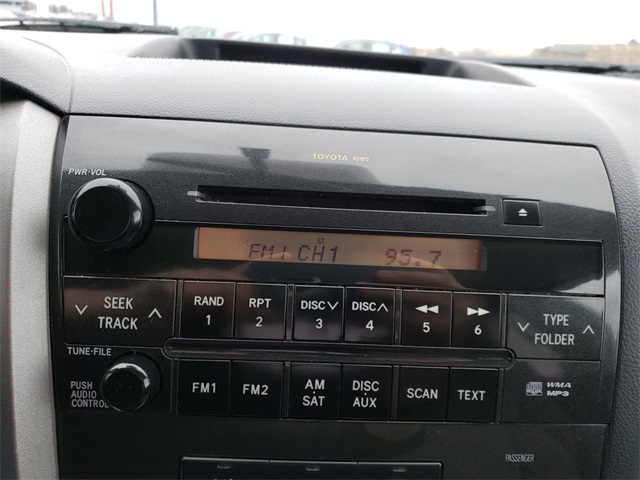 TOYOTA
PWR·VOL
ST
FM1 CH1 95.7
SEEK TRACK
RAND 1
RPT 2
DISC 3
DISC 4
5
6
TYPE FOLDER
TUNE·FILE
PUSH AUDIO CONTROL
FM1
FM2
AM ·SAT
DISC ·AUX
SCAN
TEXT
WMA
MP3
PASSENGER